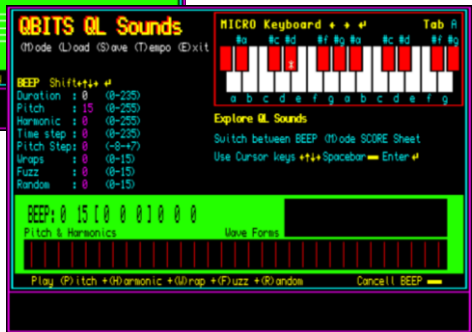 QBITS QL Sounds
(M)ode (L)oad (S)ave (T)empo (E)xit
MICRO Keyboard ← → ↵ Tab A
#a #c #d #f #g #a #c #d #f #g
a b c d e f g a b c d e f g
BEEP Shift←↑↓→ ↵
Duration : 0 (0-235)
Pitch : 15 (0-255)
Harmonic : 0 (0-255)
Time step : 0 (0-255)
Pitch Step: 0 (-8-+7)
Wraps : 0 (0-15)
Fuzz : 0 (0-15)
Random : 0 (0-15)
Explore QL Sounds
Switch between BEEP (M)ode SCORE Sheet
Use Cursor keys ←↑↓→ Spacebar ▬ Enter ↵
BEEP: 0 15 [ 0 0 0 ] 0 0 0
Pitch & Harmonics Wave Forms
Play (P)itch +(H)armonic +(W)rap +(F)uzz +(R)andom Cancell BEEP ▬